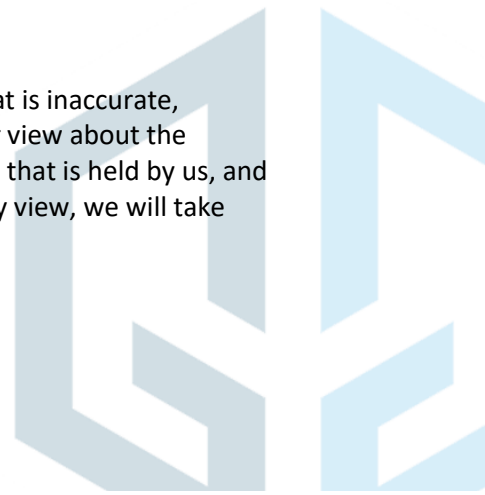 at is inaccurate,
view about the
that is held by us, and
y view, we will take